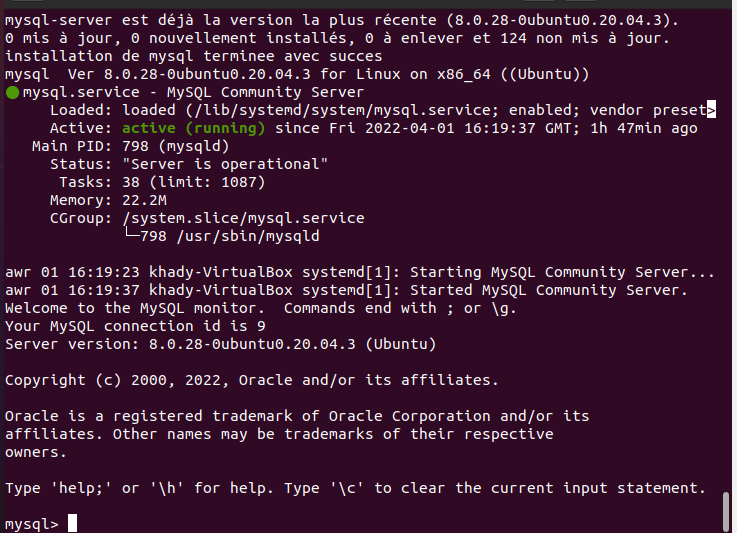 mysql-server est déjà la version la plus récente (8.0.28-0ubuntu0.20.04.3).
0 mis à jour, 0 nouvellement installés, 0 à enlever et 124 non mis à jour.
installation de mysql terminee avec succes
mysql  Ver 8.0.28-0ubuntu0.20.04.3 for Linux on x86_64 ((Ubuntu))
● mysql.service - MySQL Community Server
     Loaded: loaded (/lib/systemd/system/mysql.service; enabled; vendor preset>
     Active: active (running) since Fri 2022-04-01 16:19:37 GMT; 1h 47min ago
   Main PID: 798 (mysqld)
     Status: "Server is operational"
      Tasks: 38 (limit: 1087)
     Memory: 22.2M
     CGroup: /system.slice/mysql.service
             └─798 /usr/sbin/mysqld
awr 01 16:19:23 khady-VirtualBox systemd[1]: Starting MySQL Community Server...
awr 01 16:19:37 khady-VirtualBox systemd[1]: Started MySQL Community Server.
Welcome to the MySQL monitor.  Commands end with ; or \g.
Your MySQL connection id is 9
Server version: 8.0.28-0ubuntu0.20.04.3 (Ubuntu)
Copyright (c) 2000, 2022, Oracle and/or its affiliates.
Oracle is a registered trademark of Oracle Corporation and/or its
affiliates. Other names may be trademarks of their respective
owners.
Type 'help;' or '\h' for help. Type '\c' to clear the current input statement.
mysql>